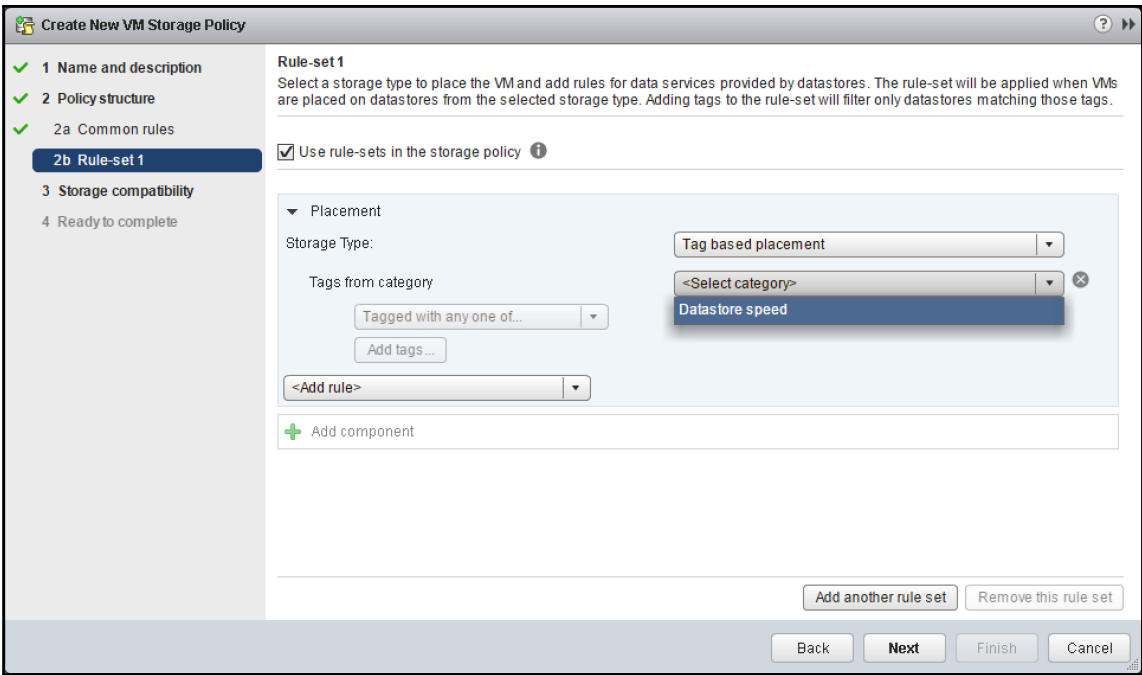 Create New VM Storage Policy
1 Name and description
2 Policy structure
2a Common rules
2b Rule-set 1
3 Storage compatibility
4 Ready to complete
Rule-set 1
Select a storage type to place the VM and add rules for data services provided by datastores. The rule-set will be applied when VMs
are placed on datastores from the selected storage type. Adding tags to the rule-set will filter only datastores matching those tags.
Use rule-sets in the storage policy
Placement
Storage Type:
Tag based placement
Tags from category
<Select category>
Datastore speed
Tagged with any one of...
Add tags...
<Add rule>
Add component
Add another rule set
Remove this rule set
Back
Next
Finish
Cancel